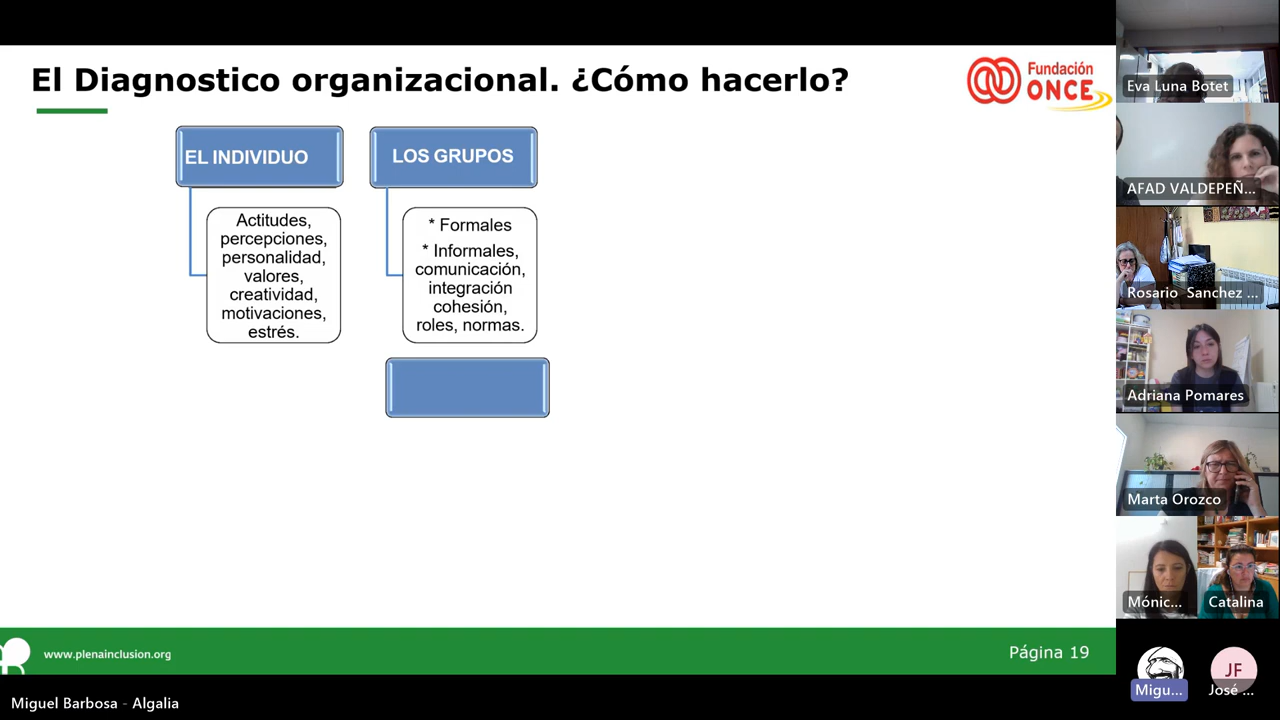 El Diagnostico organizacional. ¿Cómo hacerlo?
Fundación
ONCE
EL INDIVIDUO
LOS GRUPOS
Actitudes,
percepciones,
personalidad,
valores,
creatividad,
motivaciones,
estrés.
* Formales
* Informales,
comunicación,
integración
cohesión,
roles, normas.
www.plenainclusion.org
Página 19
Miguel Barbosa - Algalia
Eva Luna Botet
AFAD VALDEPEÑ...
Rosario Sanchez ...
Adriana Pomares
Marta Orozco
Mónic...
Catalina
Migu...
JF
José ...